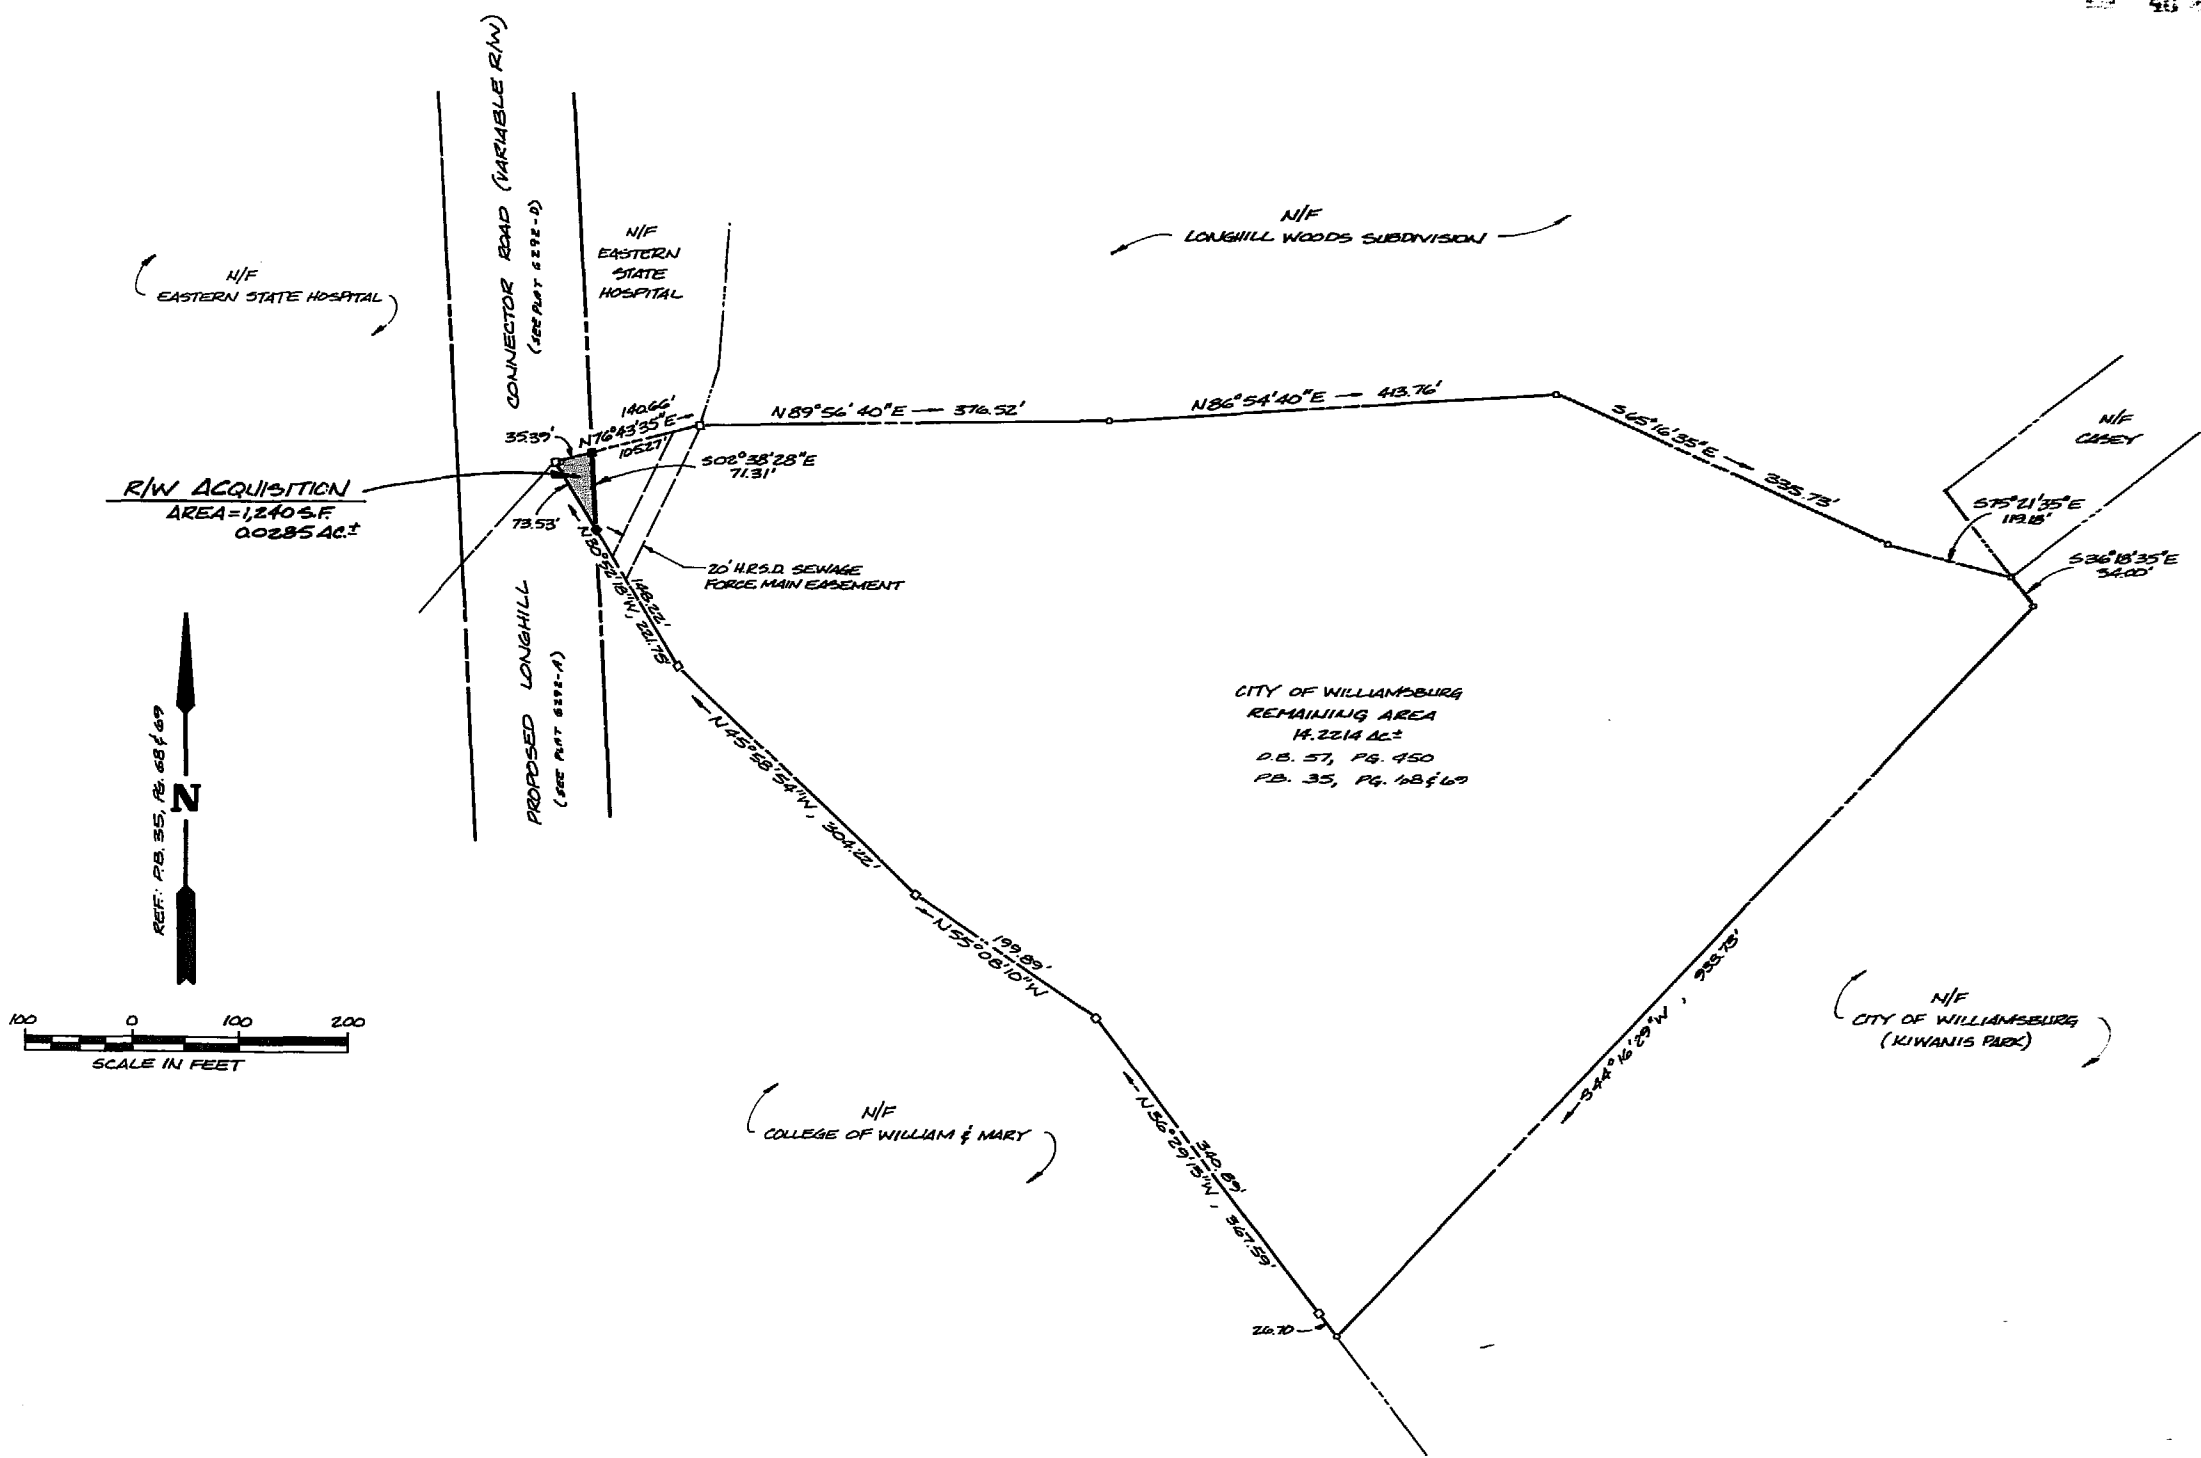 CONNECTOR ROAD (VARIABLE R/W)
(SEE PLAT 6292-D)
N/F
EASTERN
STATE
HOSPITAL
N/F
LONGHILL WOODS SUBDIVISION
N/F
EASTERN STATE HOSPITAL
140.66'
N76°43'35"E
105.27'
35.39'
N89°56'40"E — 376.52'
N86°54'40"E — 413.76'
S65°16'35"E — 335.73'
N/F
CASEY
S02°38'28"E
71.31'
R/W ACQUISITION
AREA=1,240 S.F.
0.0285 AC.±
73.53'
S75°21'35"E
119.18'
S36°18'35"E
34.00'
20' H.R.S.D. SEWAGE
FORCE MAIN EASEMENT
148.22'
N30°52'18"W, 221.75'
PROPOSED LONGHILL
(SEE PLAT 6292-A)
CITY OF WILLIAMSBURG
REMAINING AREA
14.2214 AC±
D.B. 57, PG. 450
P.B. 35, PG. 68 & 69
REF.: P.B. 35, PG. 68 & 69
N
N45°58'54"W, 304.22'
199.89'
N55°08'10"W
S44°16'29"W, 933.73'
N/F
CITY OF WILLIAMSBURG
(KIWANIS PARK)
100 0 100 200
SCALE IN FEET
N/F
COLLEGE OF WILLIAM & MARY
340.89'
N36°29'13"W, 367.59'
26.70